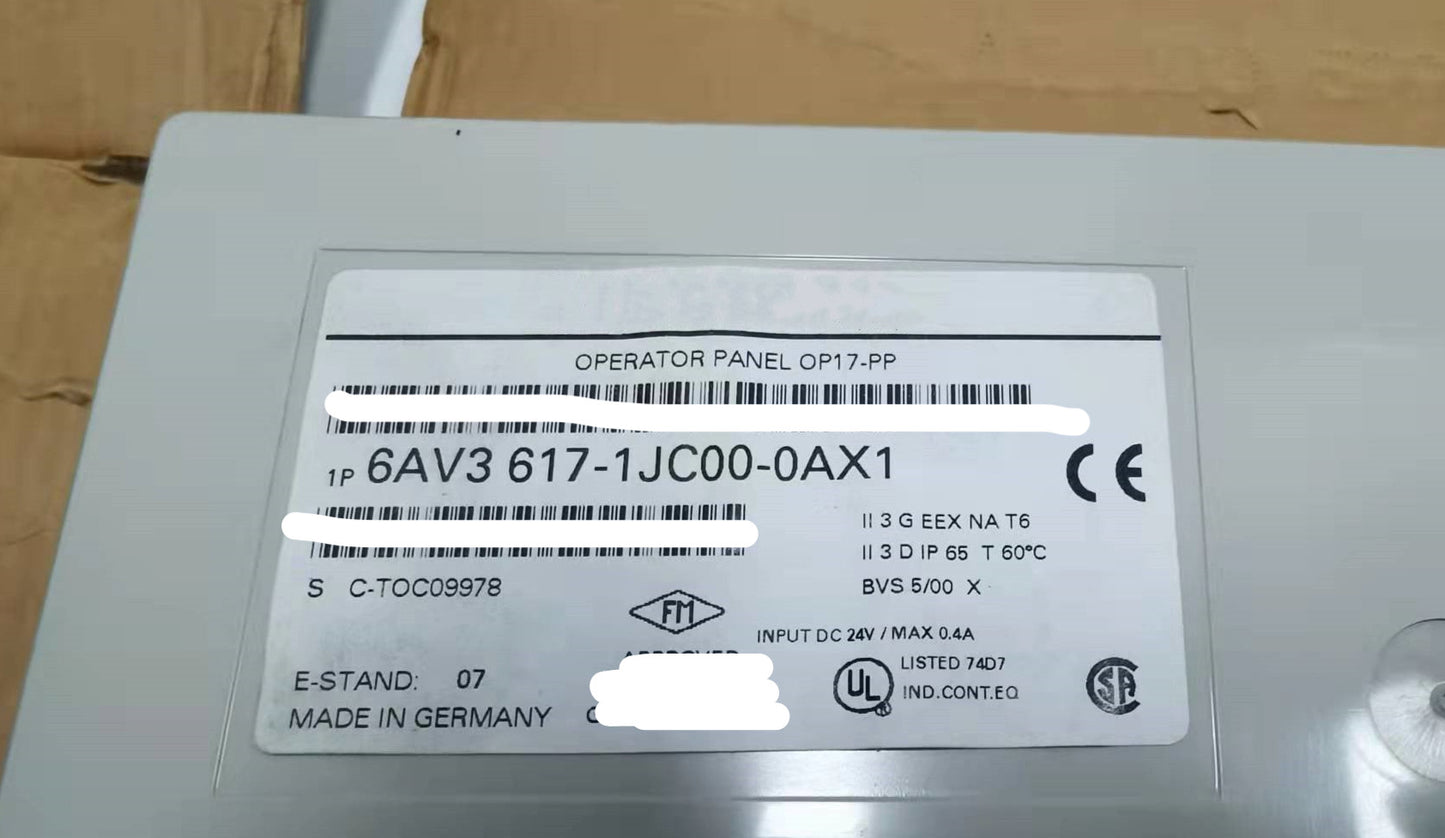 OPERATOR PANEL OP17-PP
1P 6AV3 617-1JC00-0AX1
CE
II 3 G EEX NA T6
II 3 D IP 65 T 60°C
S C-TOC09978
BVS 5/00 X
FM
INPUT DC 24V / MAX 0.4A
UL ® LISTED 74D7
IND.CONT.EQ
SA
E-STAND: 07
MADE IN GERMANY